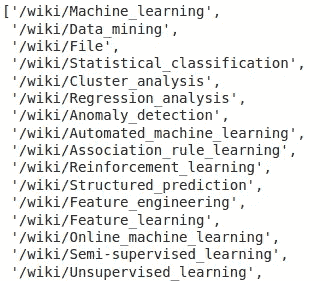 ['/wiki/Machine_learning',
'/wiki/Data_mining',
'/wiki/File',
'/wiki/Statistical_classification',
'/wiki/Cluster_analysis',
'/wiki/Regression_analysis',
'/wiki/Anomaly_detection',
'/wiki/Automated_machine_learning',
'/wiki/Association_rule_learning',
'/wiki/Reinforcement_learning',
'/wiki/Structured_prediction',
'/wiki/Feature_engineering',
'/wiki/Feature_learning',
'/wiki/Online_machine_learning',
'/wiki/Semi-supervised_learning',
'/wiki/Unsupervised_learning',